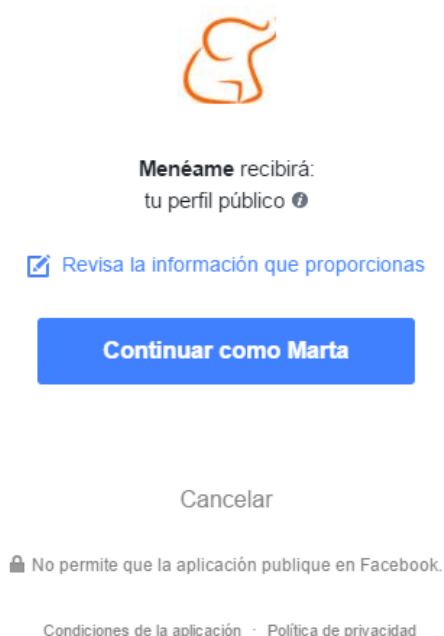 Menéame recibirá:
tu perfil público
Revisa la información que proporcionas
Continuar como Marta
Cancelar
No permite que la aplicación publique en Facebook.
Condiciones de la aplicación · Política de privacidad